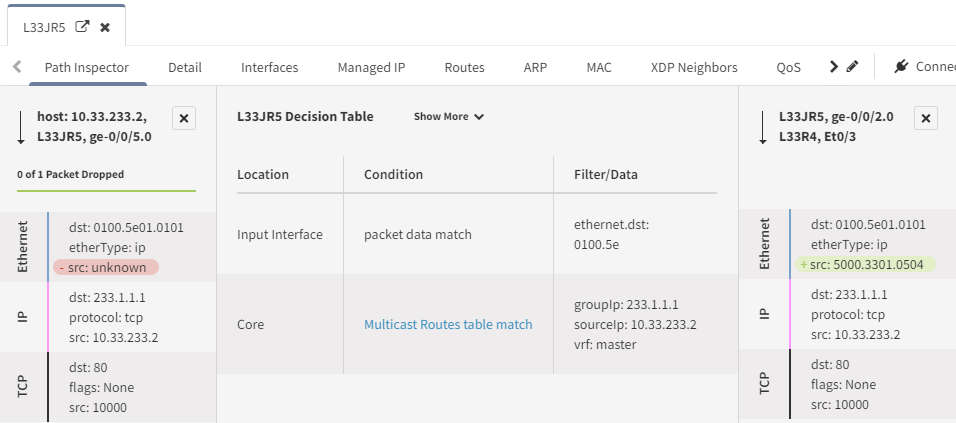 L33JR5
Path Inspector Detail Interfaces Managed IP Routes ARP MAC XDP Neighbors QoS Connec
host: 10.33.233.2,
L33JR5, ge-0/0/5.0
0 of 1 Packet Dropped
Ethernet
dst: 0100.5e01.0101
etherType: ip
- src: unknown
IP
dst: 233.1.1.1
protocol: tcp
src: 10.33.233.2
TCP
dst: 80
flags: None
src: 10000
L33JR5 Decision Table Show More
Location Condition Filter/Data
Input Interface packet data match ethernet.dst:
0100.5e
Core Multicast Routes table match groupIp: 233.1.1.1
sourceIp: 10.33.233.2
vrf: master
L33JR5, ge-0/0/2.0
L33R4, Et0/3
Ethernet
dst: 0100.5e01.0101
etherType: ip
+ src: 5000.3301.0504
IP
dst: 233.1.1.1
protocol: tcp
src: 10.33.233.2
TCP
dst: 80
flags: None
src: 10000